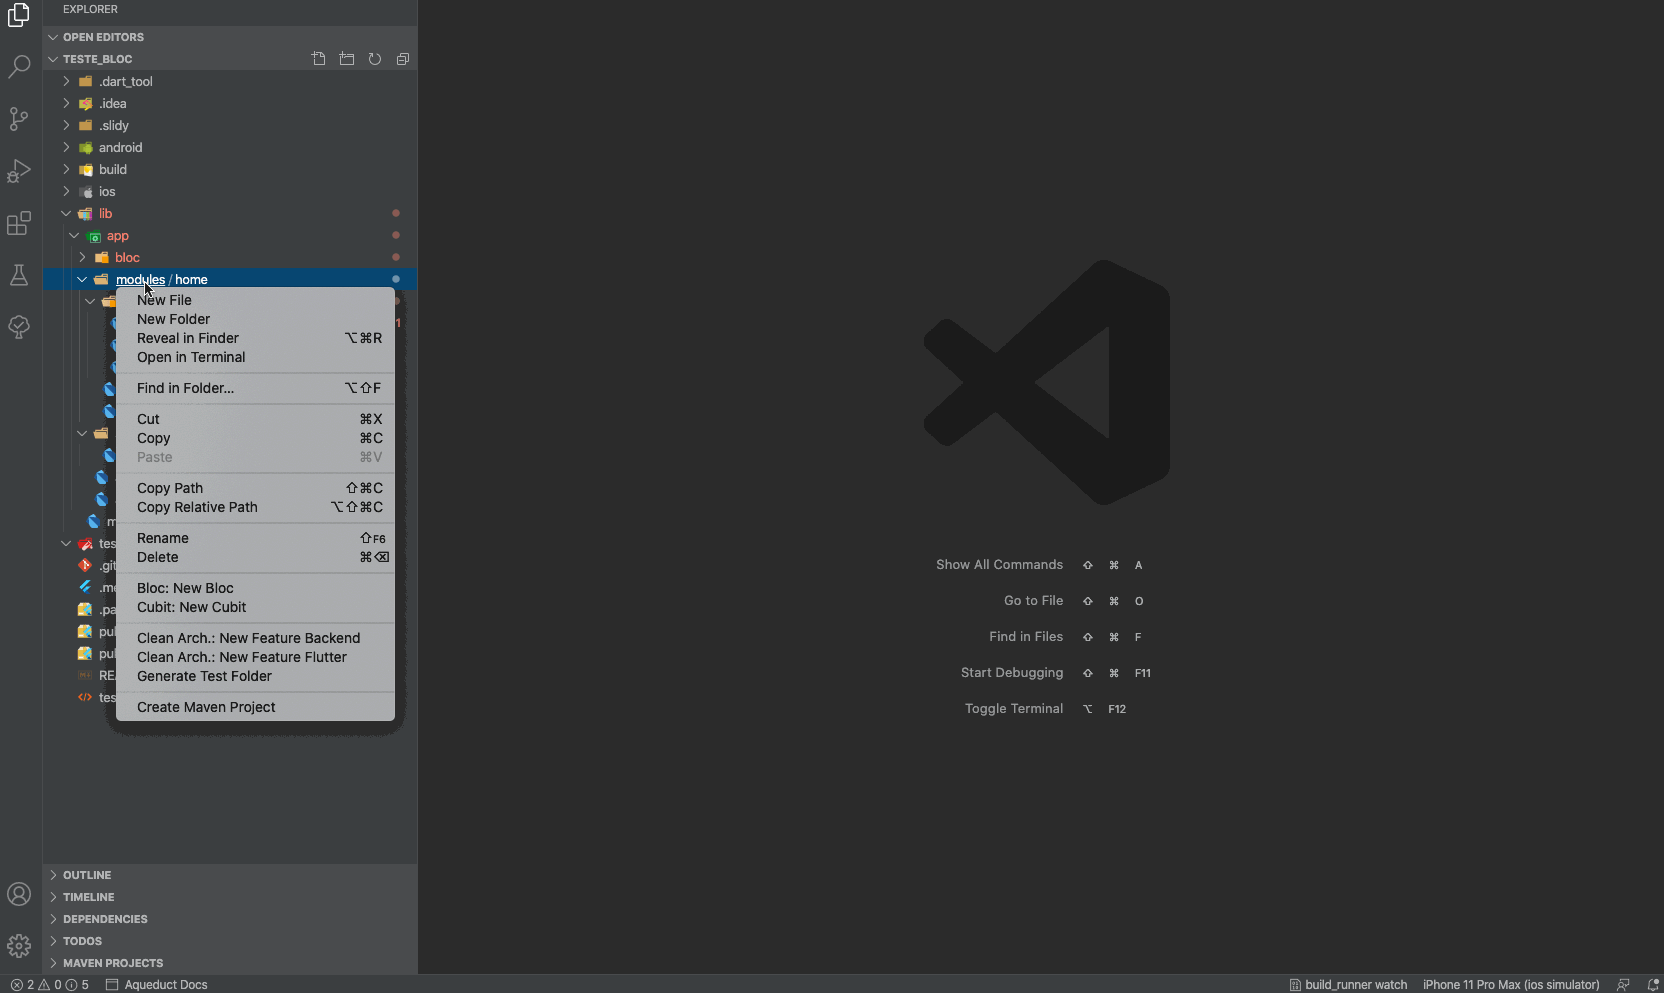 EXPLORER
OPEN EDITORS
TESTE_BLOC
.dart_tool
.idea
.slidy
android
build
ios
lib
app
bloc
modules / home
New File
New Folder
1
Reveal in Finder ⌥⌘R
Open in Terminal
Find in Folder... ⌥⇧F
Cut ⌘X
Copy ⌘C
Paste ⌘V
Copy Path ⇧⌘C
Copy Relative Path ⌥⇧⌘C
m
Rename ⇧F6
tes
Delete ⌘⌫
.git
Bloc: New Bloc
.me
Cubit: New Cubit
.pa
Clean Arch.: New Feature Backend
pul
Clean Arch.: New Feature Flutter
pul
Generate Test Folder
RE
tes
Create Maven Project
Show All Commands ⇧ ⌘ A
Go to File ⇧ ⌘ O
Find in Files ⇧ ⌘ F
Start Debugging ⇧ ⌘ F11
Toggle Terminal ⌥ F12
OUTLINE
TIMELINE
DEPENDENCIES
TODOS
MAVEN PROJECTS
2 0 5 Aqueduct Docs build_runner watch iPhone 11 Pro Max (ios simulator)